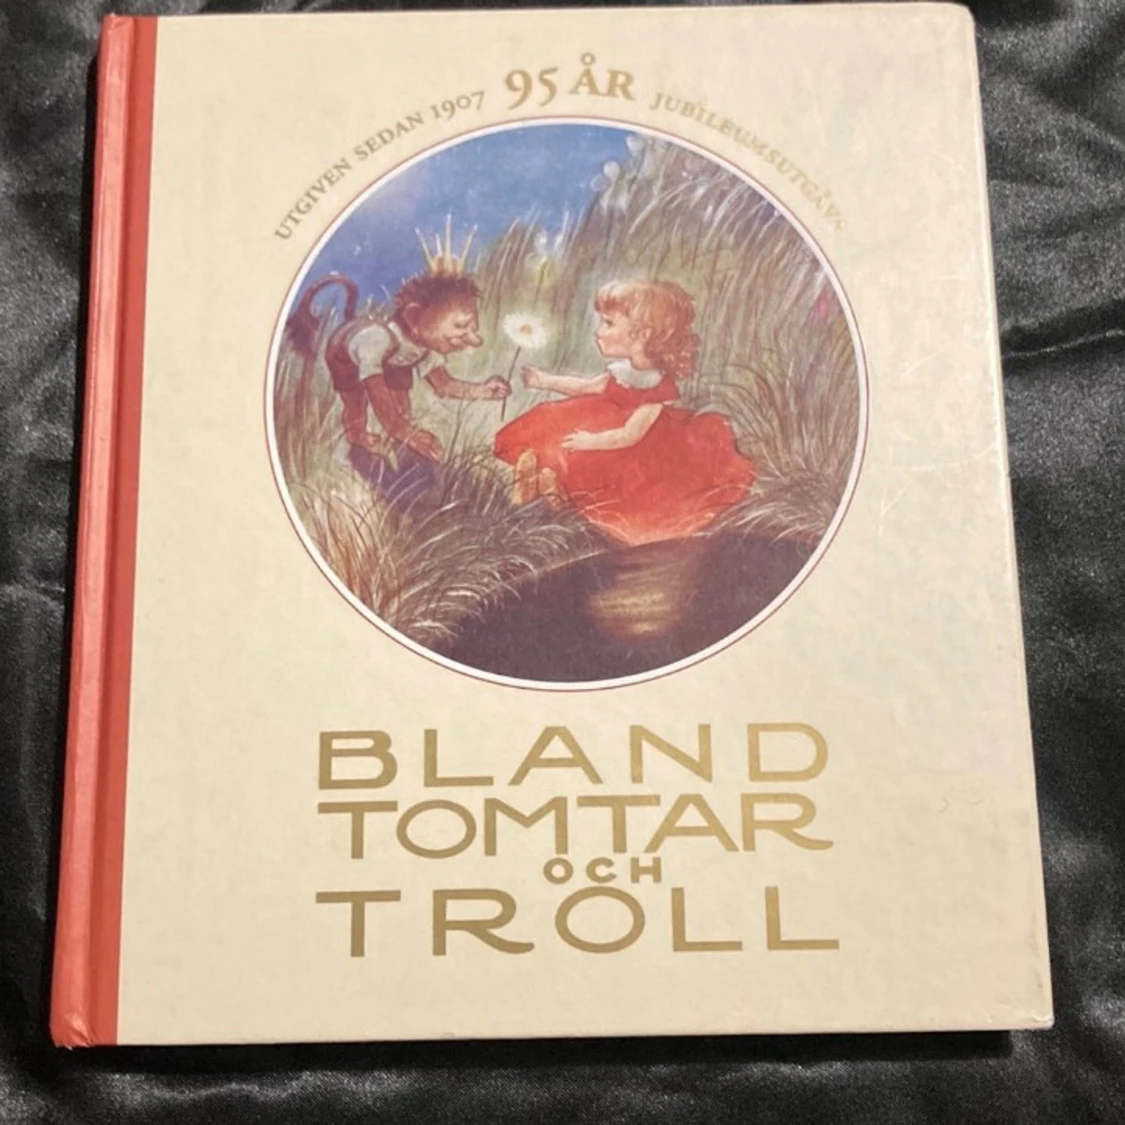 UTGIVEN SEDAN 1907 95 ÅR JUBILEUMSUTGÅVA
BLAND
TOMTAR
OCH
TROLL